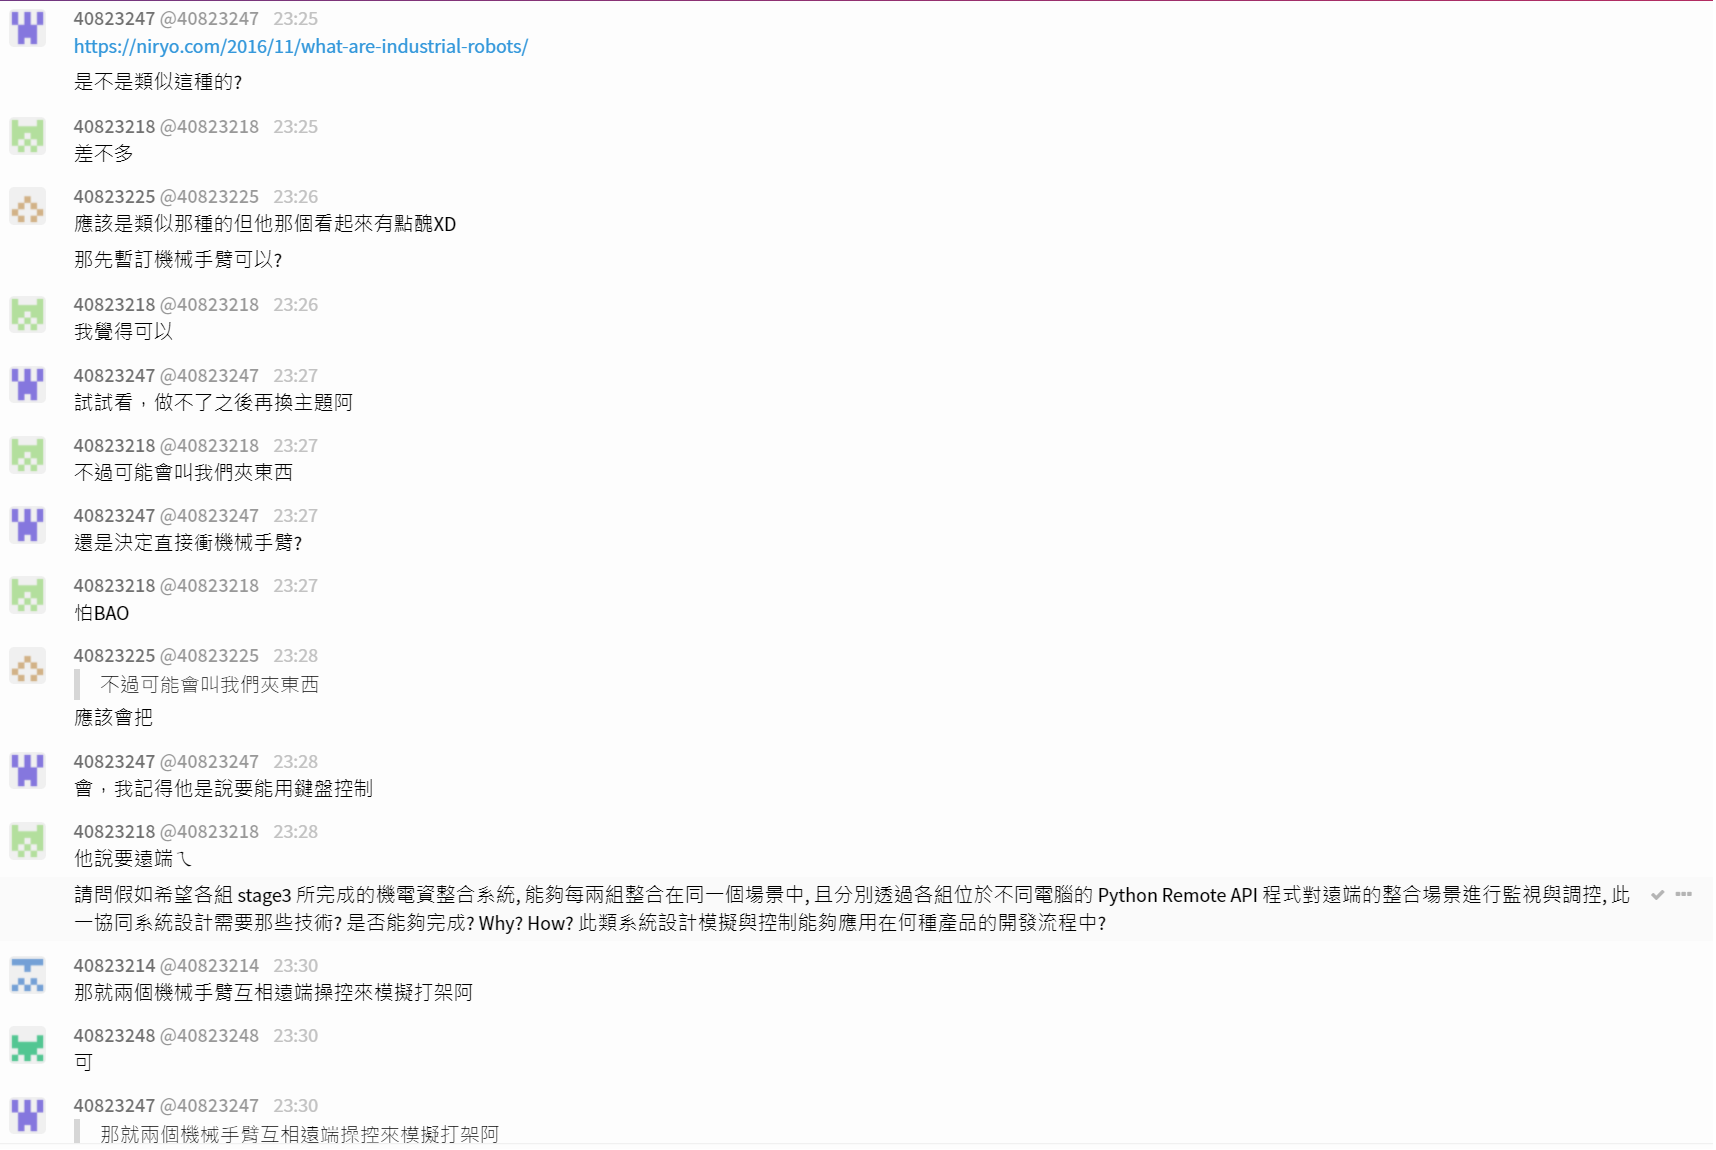 40823247 @40823247 23:25
https://niryo.com/2016/11/what-are-industrial-robots/
是不是類似這種的?
40823218 @40823218 23:25
差不多
40823225 @40823225 23:26
應該是類似那種的但他那個看起來有點醜XD
那先暫訂機械手臂可以?
40823218 @40823218 23:26
我覺得可以
40823247 @40823247 23:27
試試看，做不了之後再換主題阿
40823218 @40823218 23:27
不過可能會叫我們夾東西
40823247 @40823247 23:27
還是決定直接衝機械手臂?
40823218 @40823218 23:27
怕BAO
40823225 @40823225 23:28
不過可能會叫我們夾東西
應該會把
40823247 @40823247 23:28
會，我記得他是說要能用鍵盤控制
40823218 @40823218 23:28
他說要遠端ㄟ
請問假如希望各組 stage3 所完成的機電資整合系統, 能夠每兩組整合在同一個場景中, 且分別透過各組位於不同電腦的 Python Remote API 程式對遠端的整合場景進行監視與調控, 此
一協同系統設計需要那些技術? 是否能夠完成? Why? How? 此類系統設計模擬與控制能夠應用在何種產品的開發流程中?
40823214 @40823214 23:30
那就兩個機械手臂互相遠端操控來模擬打架阿
40823248 @40823248 23:30
可
40823247 @40823247 23:30
那就兩個機械手臂互相遠端操控來模擬打架阿